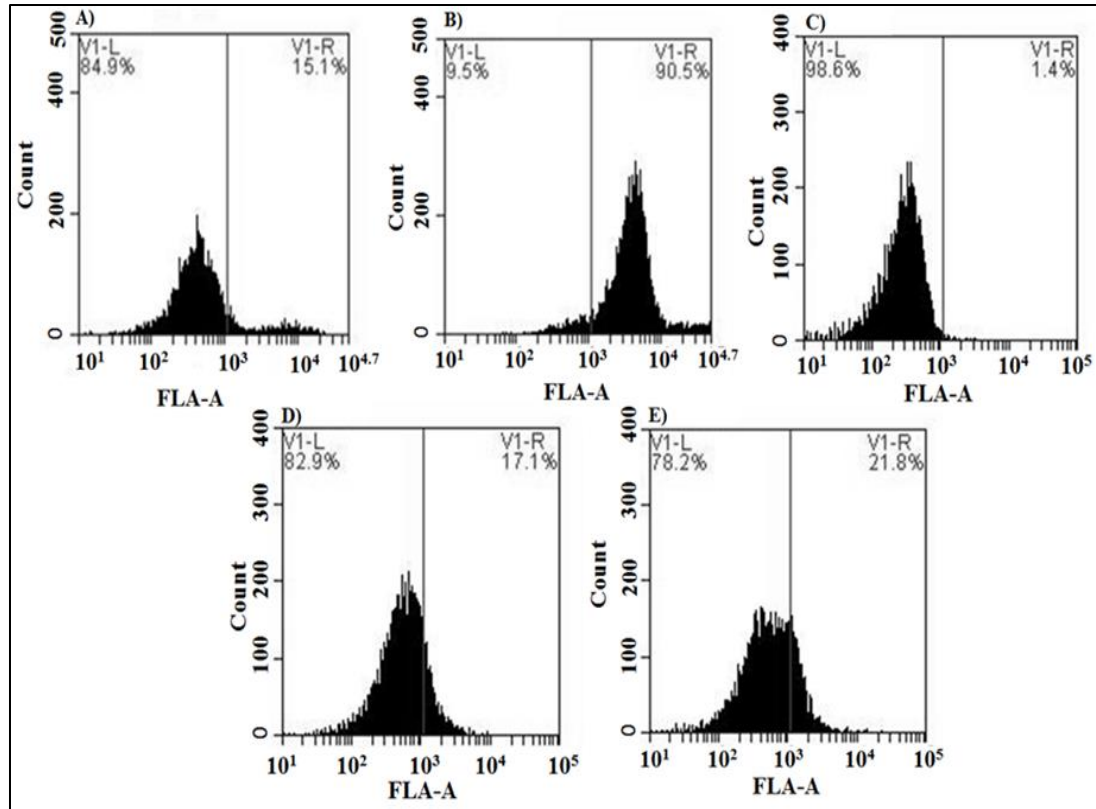 A)
500
V1-L V1-R
84.9% 15.1%
400
Count
200
0
10¹ 10² 10³ 10⁴ 10⁴·⁷
FLA-A
B)
500
V1-L V1-R
9.5% 90.5%
400
Count
200
0
10¹ 10² 10³ 10⁴ 10⁴·⁷
FLA-A
C)
400
V1-L V1-R
98.6% 1.4%
300
Count
200
100
0
10¹ 10² 10³ 10⁴ 10⁵
FLA-A
D)
400
V1-L V1-R
82.9% 17.1%
300
Count
200
100
0
10¹ 10² 10³ 10⁴ 10⁵
FLA-A
E)
400
V1-L V1-R
78.2% 21.8%
300
Count
200
100
0
10¹ 10² 10³ 10⁴ 10⁵
FLA-A